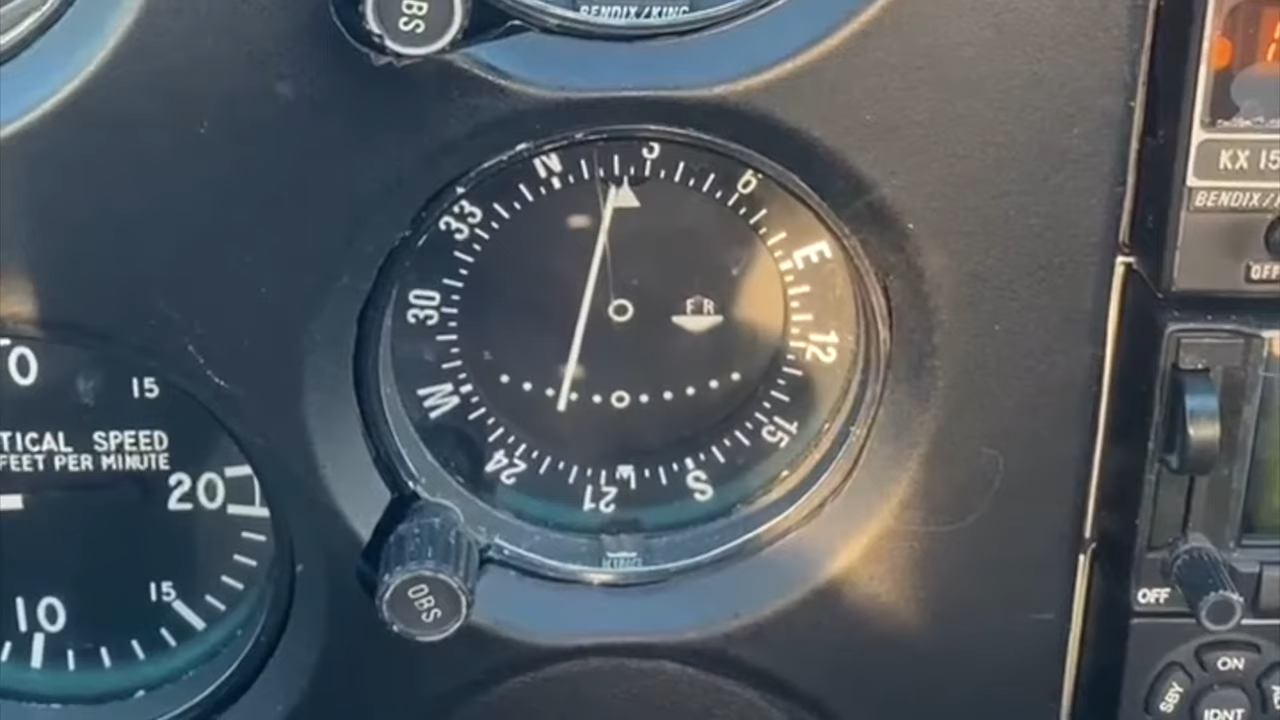 OBS
BENDIX/KING
N
3
6
E
12
15
S
21
24
W
30
33
FR
KING
OBS
0
15
TICAL SPEED
FEET PER MINUTE
20
15
10
KX 15
BENDIX/
OFF
OFF
ON
SBY
IDNT